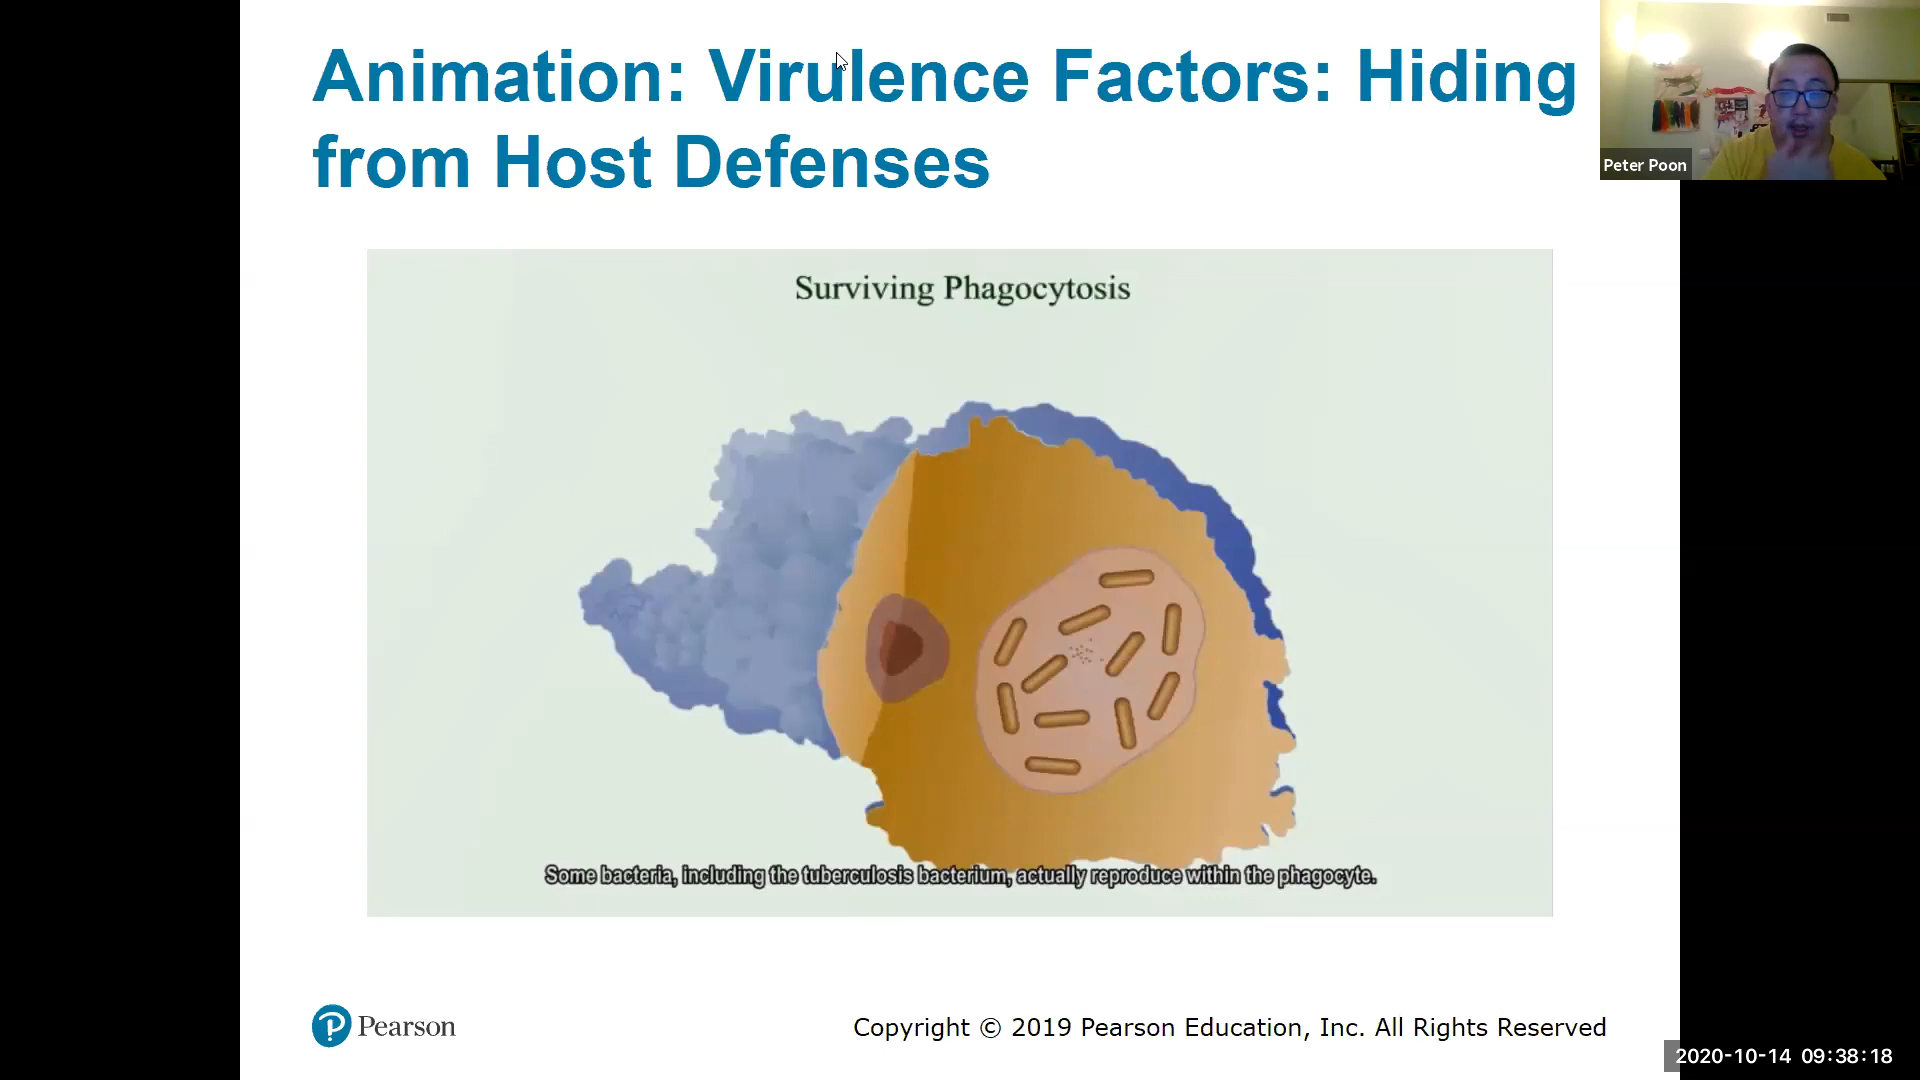 Animation: Virulence Factors: Hiding
from Host Defenses
Peter Poon
Surviving Phagocytosis
Some bacteria, including the tuberculosis bacterium, actually reproduce within the phagocyte.
Pearson
Copyright © 2019 Pearson Education, Inc. All Rights Reserved
2020-10-14 09:38:18